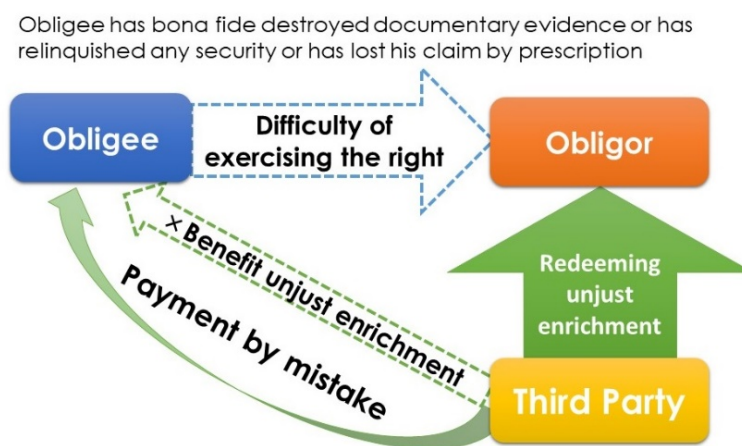 Obligee has bona fide destroyed documentary evidence or has
relinquished any security or has lost his claim by prescription
Obligee
Difficulty of
exercising the right
Obligor
× Benefit unjust enrichment
Payment by mistake
Redeeming
unjust
enrichment
Third Party